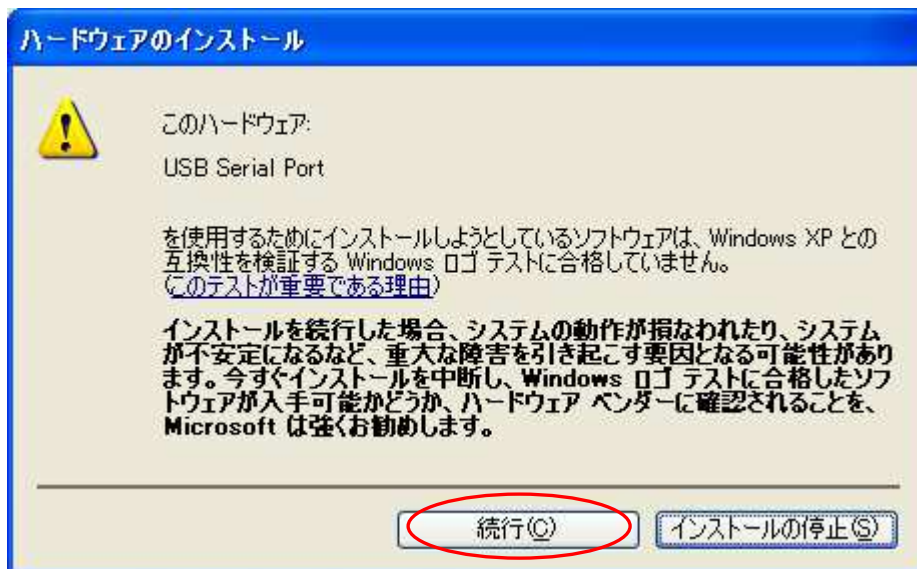 ハードウェアのインストール
このハードウェア:
USB Serial Port
を使用するためにインストールしようとしているソフトウェアは、Windows XP との
互換性を検証する Windows ロゴ テストに合格していません。
(このテストが重要である理由)
インストールを続行した場合、システムの動作が損なわれたり、システム
が不安定になるなど、重大な障害を引き起こす要因となる可能性があり
ます。今すぐインストールを中断し、Windows ロゴ テストに合格したソフ
トウェアが入手可能かどうか、ハードウェア ベンダーに確認されることを、
Microsoft は強くお勧めします。
続行(C)
インストールの停止(S)